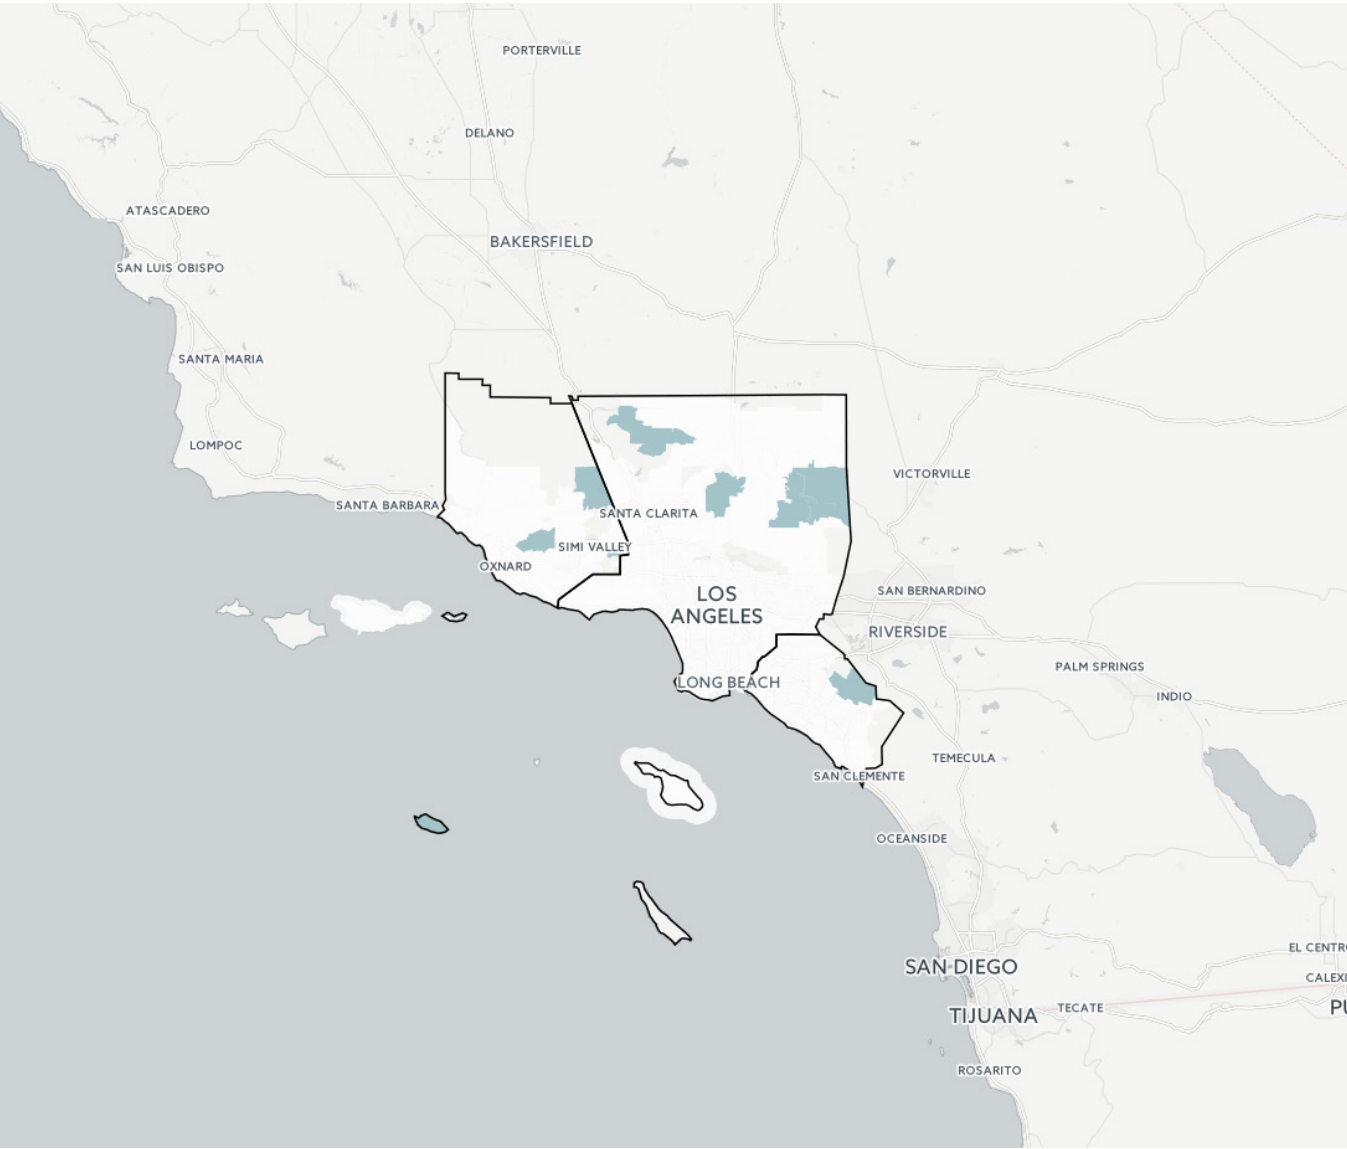 PORTERVILLE
DELANO
ATASCADERO
BAKERSFIELD
SAN LUIS OBISPO
SANTA MARIA
LOMPOC
VICTORVILLE
SANTA BARBARA
SANTA CLARITA
SIMI VALLEY
OXNARD
SAN BERNARDINO
LOS
ANGELES
RIVERSIDE
PALM SPRINGS
LONG BEACH
INDIO
TEMECULA
SAN CLEMENTE
OCEANSIDE
EL CENTR
SAN DIEGO
CALEXI
TECATE
PU
TIJUANA
ROSARITO